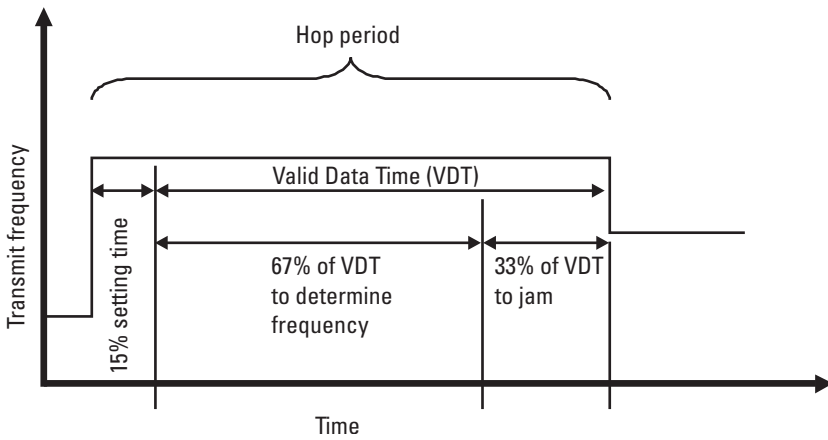 Hop period
Valid Data Time (VDT)
Transmit frequency
15% setting time
67% of VDT
to determine
frequency
33% of VDT
to jam
Time